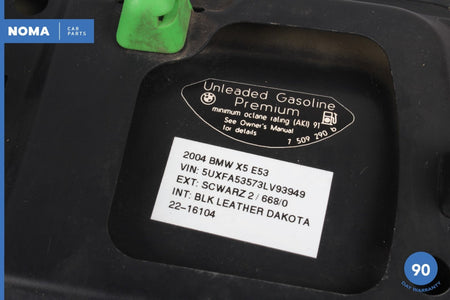 NOMA CAR PARTS
Unleaded Gasoline
Premium
minimum octane rating (AKI) 91
See Owner's Manual
for details
7 509 290 b
2004 BMW X5 E53
VIN: 5UXFA53573LV93949
EXT: SCWARZ 2 / 668/0
INT: BLK LEATHER DAKOTA
22-16104
90
DAY WARRANTY